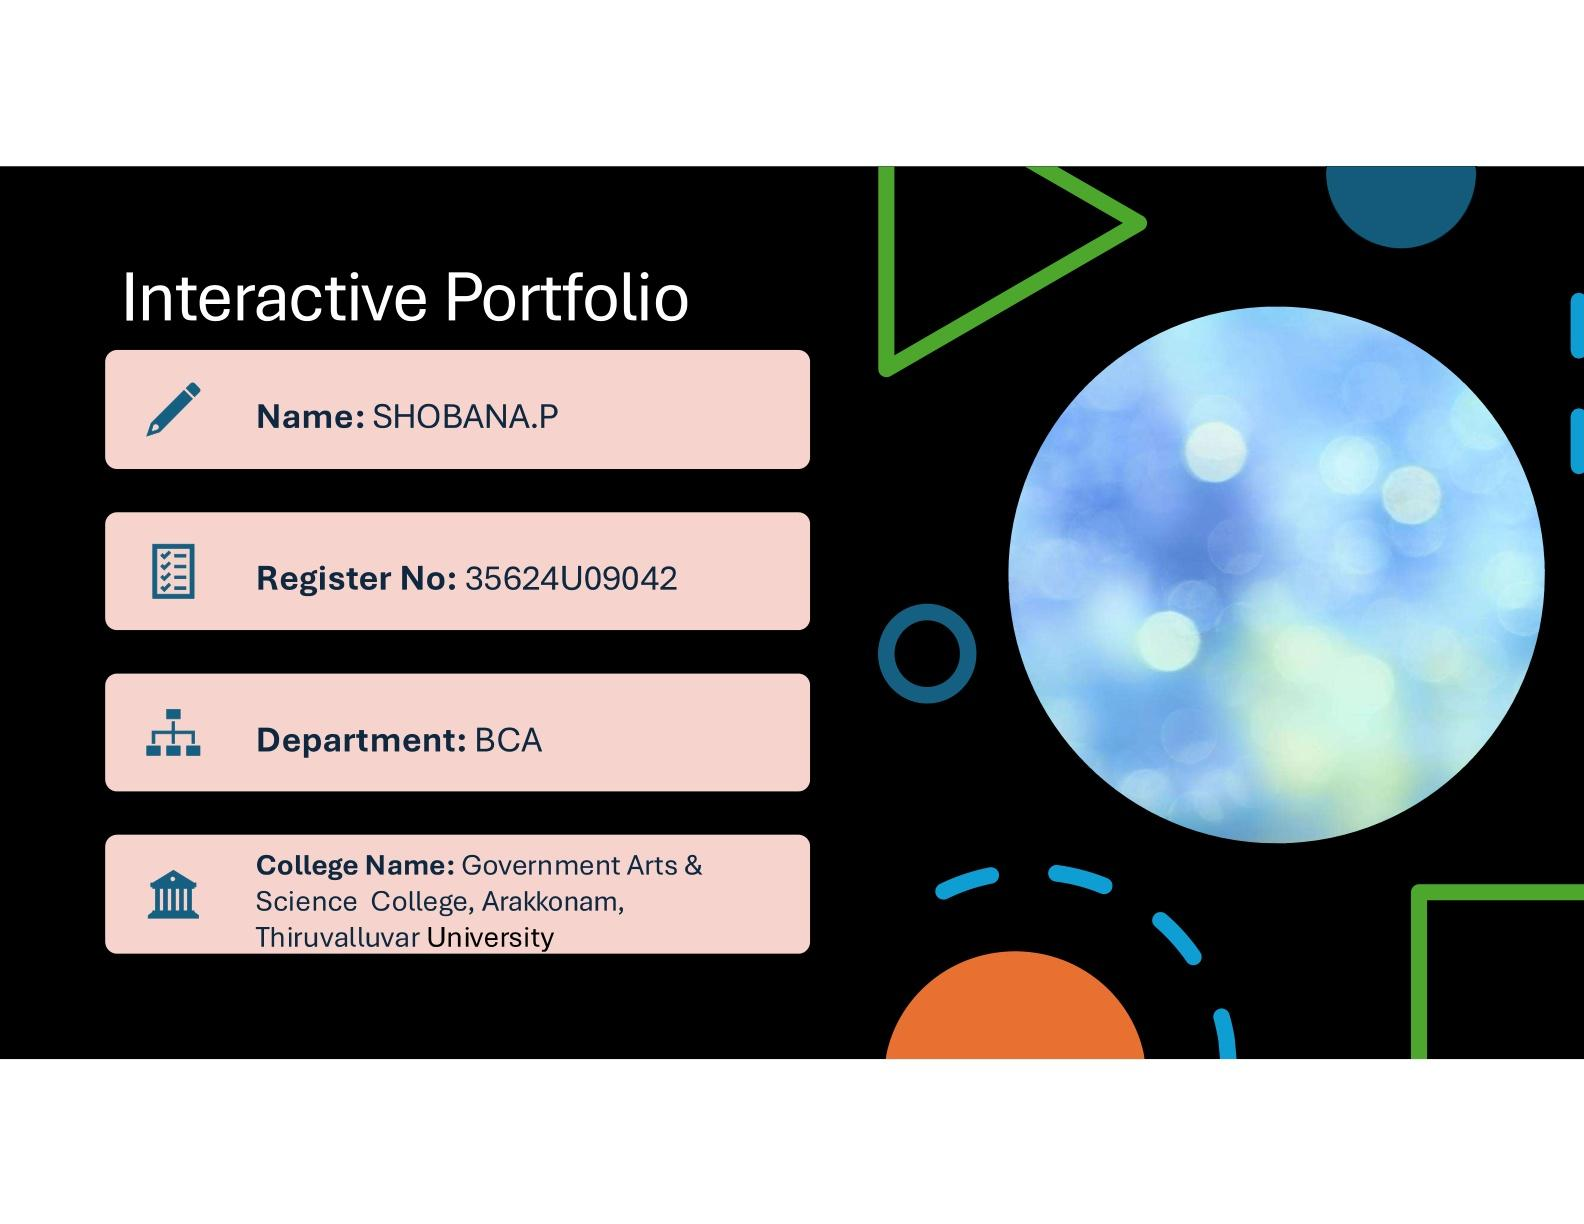 Interactive Portfolio
Name: SHOBANA.P
Register No: 35624U09042
Department: BCA
College Name: Government Arts &
Science  College, Arakkonam,
Thiruvalluvar University